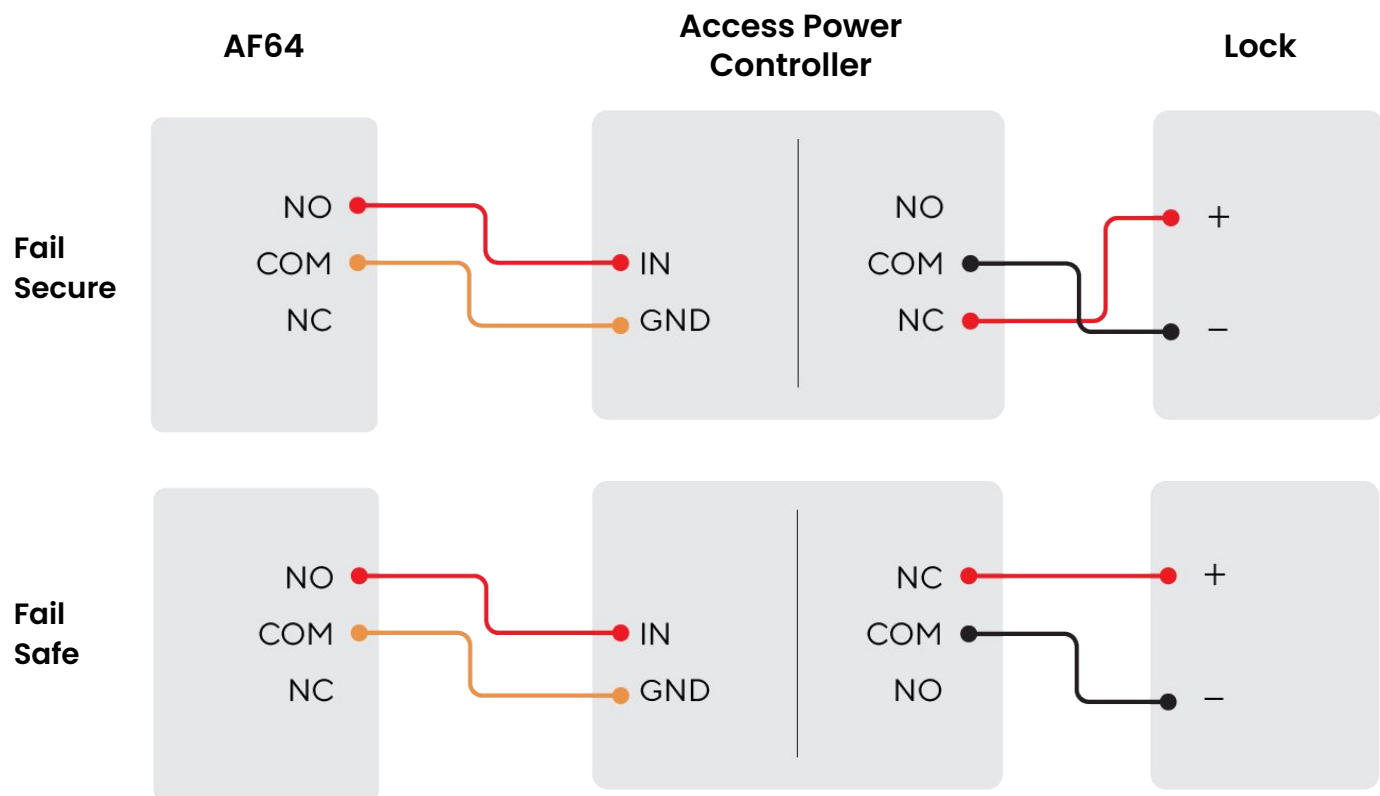 AF64
Access Power
Controller
Lock
Fail
Secure
NO
COM
NC
IN
GND
NO
COM
NC
+
−
Fail
Safe
NO
COM
NC
IN
GND
NC
COM
NO
+
−